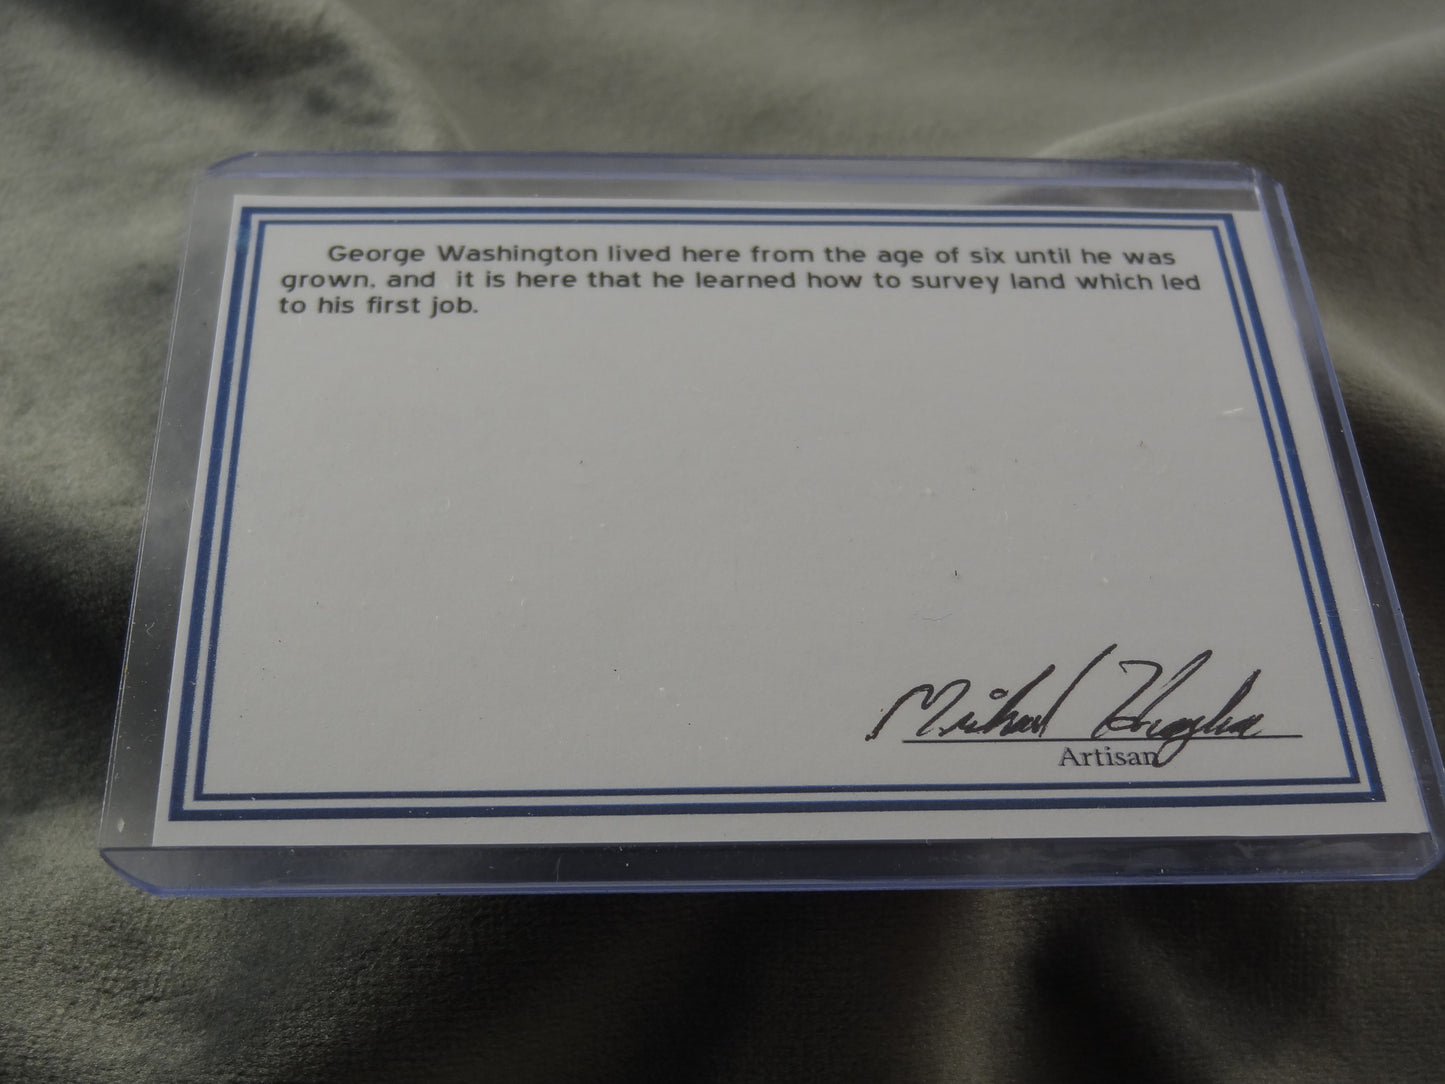 George Washington lived here from the age of six until he was
grown, and it is here that he learned how to survey land which led
to his first job.
Michael
Artisan